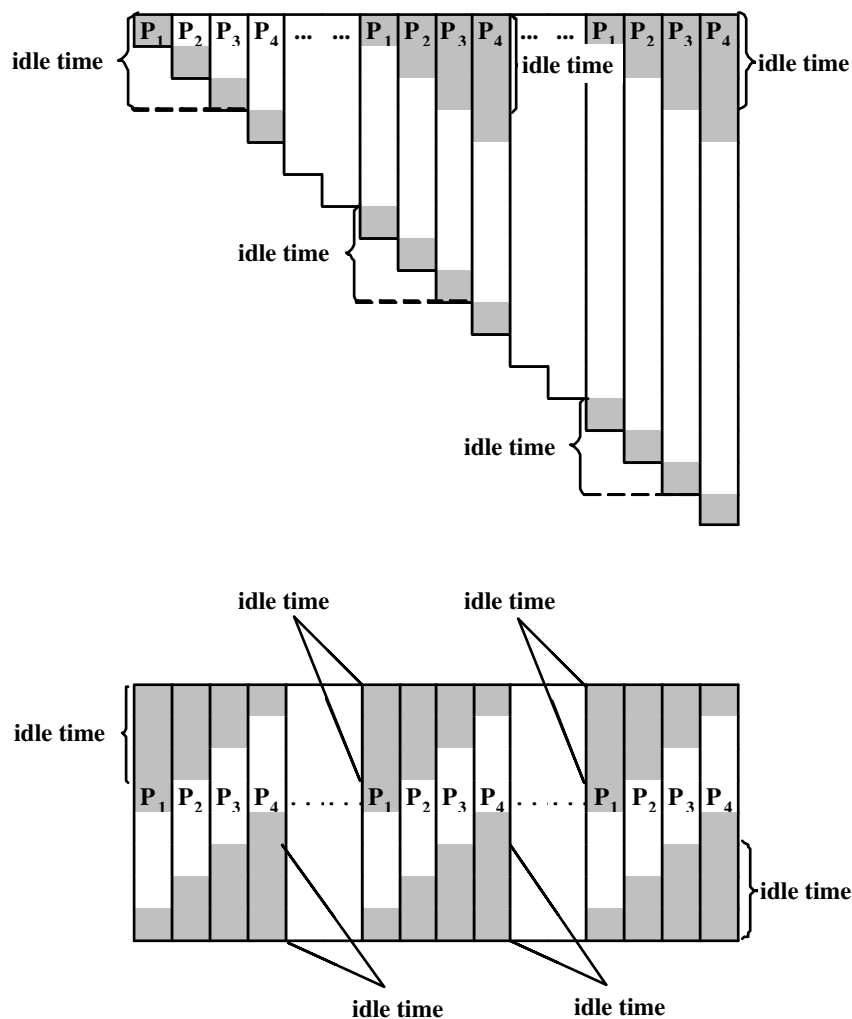 P1 P2 P3 P4 ... ... P1 P2 P3 P4 ... ... P1 P2 P3 P4
idle time
idle time
idle time
idle time
idle time
idle time idle time
idle time
P1 P2 P3 P4 . . . . . . P1 P2 P3 P4 . . . . . . P1 P2 P3 P4
idle time
idle time idle time